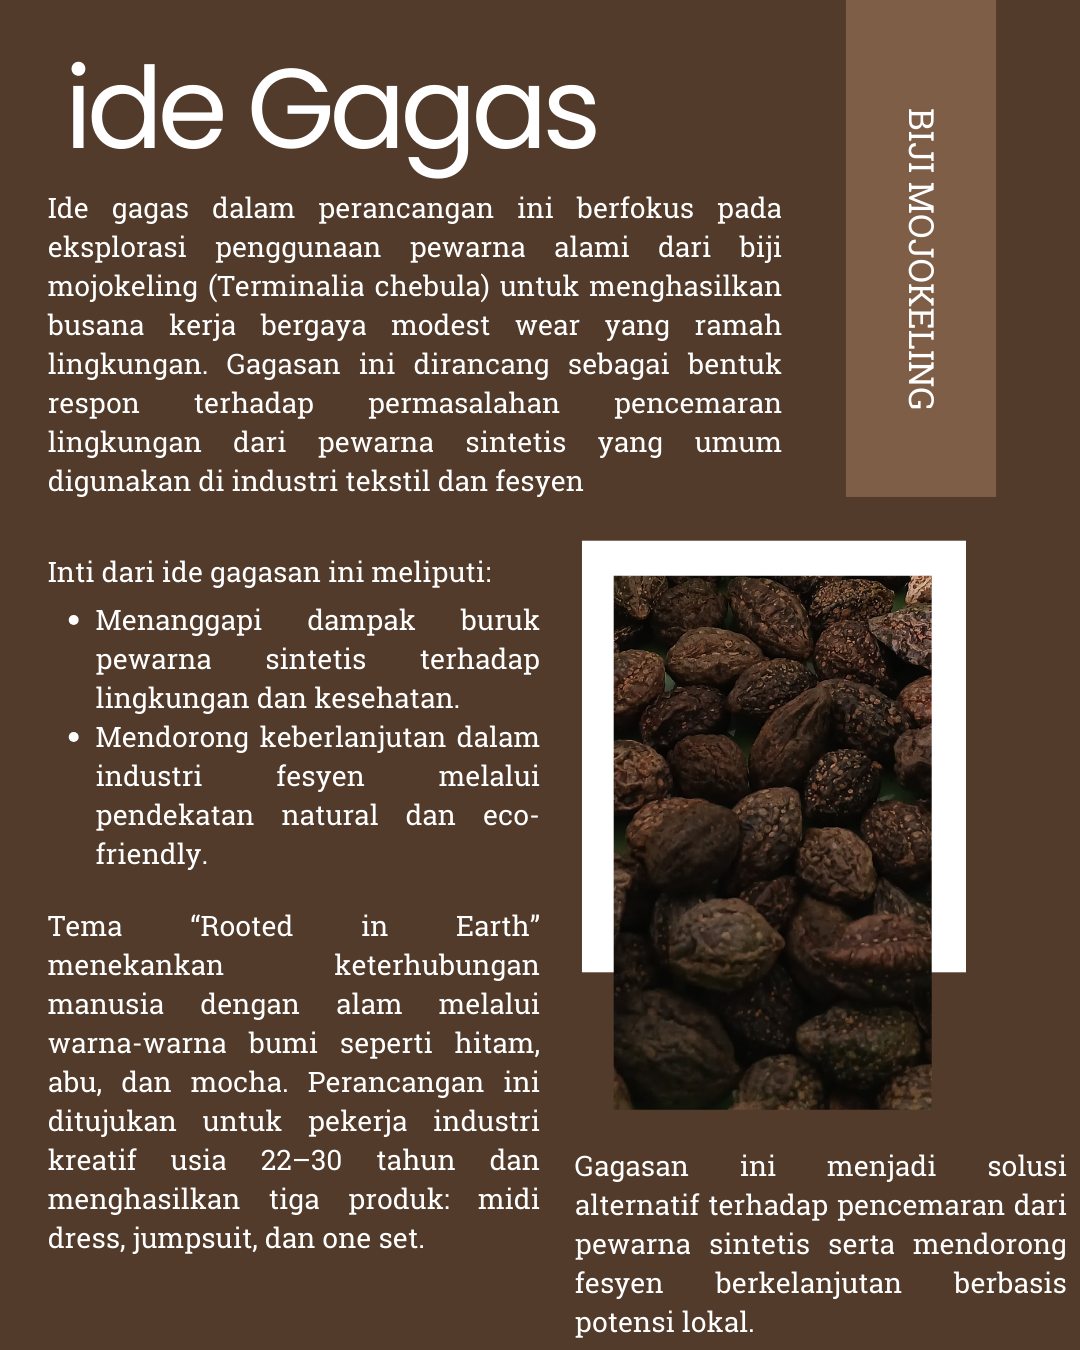 ide Gagas
BIJI MOJOKELING
Ide gagas dalam perancangan ini berfokus pada
eksplorasi penggunaan pewarna alami dari biji
mojokeling (Terminalia chebula) untuk menghasilkan
busana kerja bergaya modest wear yang ramah
lingkungan. Gagasan ini dirancang sebagai bentuk
respon terhadap permasalahan pencemaran
lingkungan dari pewarna sintetis yang umum
digunakan di industri tekstil dan fesyen
Inti dari ide gagasan ini meliputi:
• Menanggapi dampak buruk
pewarna sintetis terhadap
lingkungan dan kesehatan.
• Mendorong keberlanjutan dalam
industri fesyen melalui
pendekatan natural dan eco-
friendly.
Tema “Rooted in Earth”
menekankan keterhubungan
manusia dengan alam melalui
warna-warna bumi seperti hitam,
abu, dan mocha. Perancangan ini
ditujukan untuk pekerja industri
kreatif usia 22–30 tahun dan
menghasilkan tiga produk: midi
dress, jumpsuit, dan one set.
Gagasan ini menjadi solusi
alternatif terhadap pencemaran dari
pewarna sintetis serta mendorong
fesyen berkelanjutan berbasis
potensi lokal.